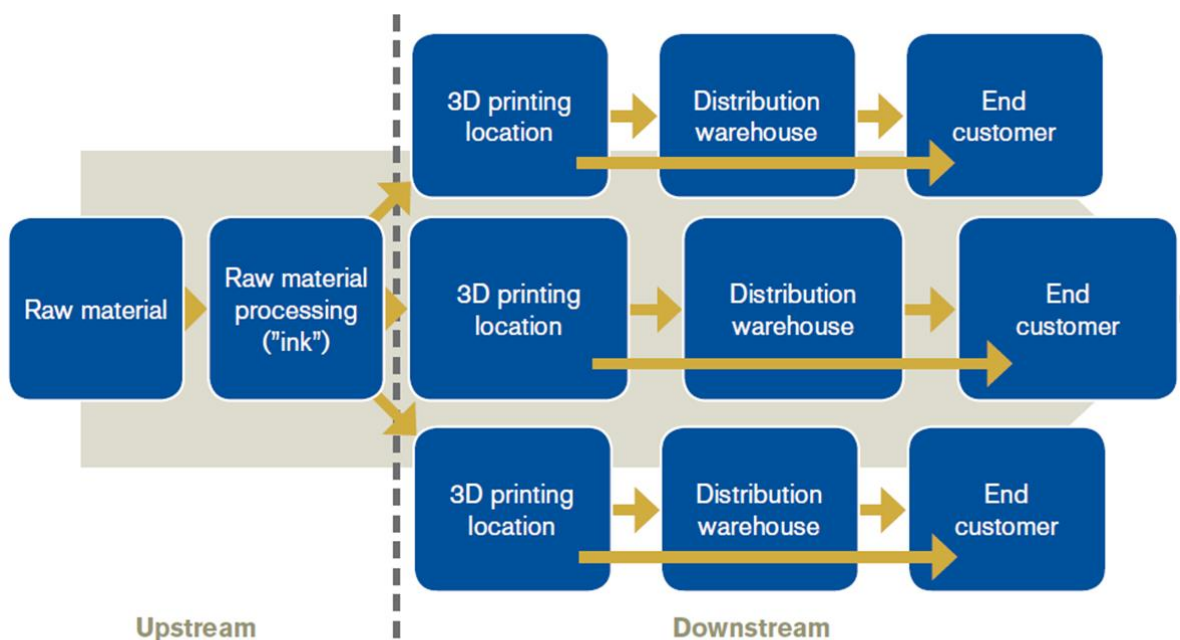 3D printing
location
Distribution
warehouse
End
customer
Raw material
Raw material
processing
("ink")
3D printing
location
Distribution
warehouse
End
customer
3D printing
location
Distribution
warehouse
End
customer
Upstream
Downstream